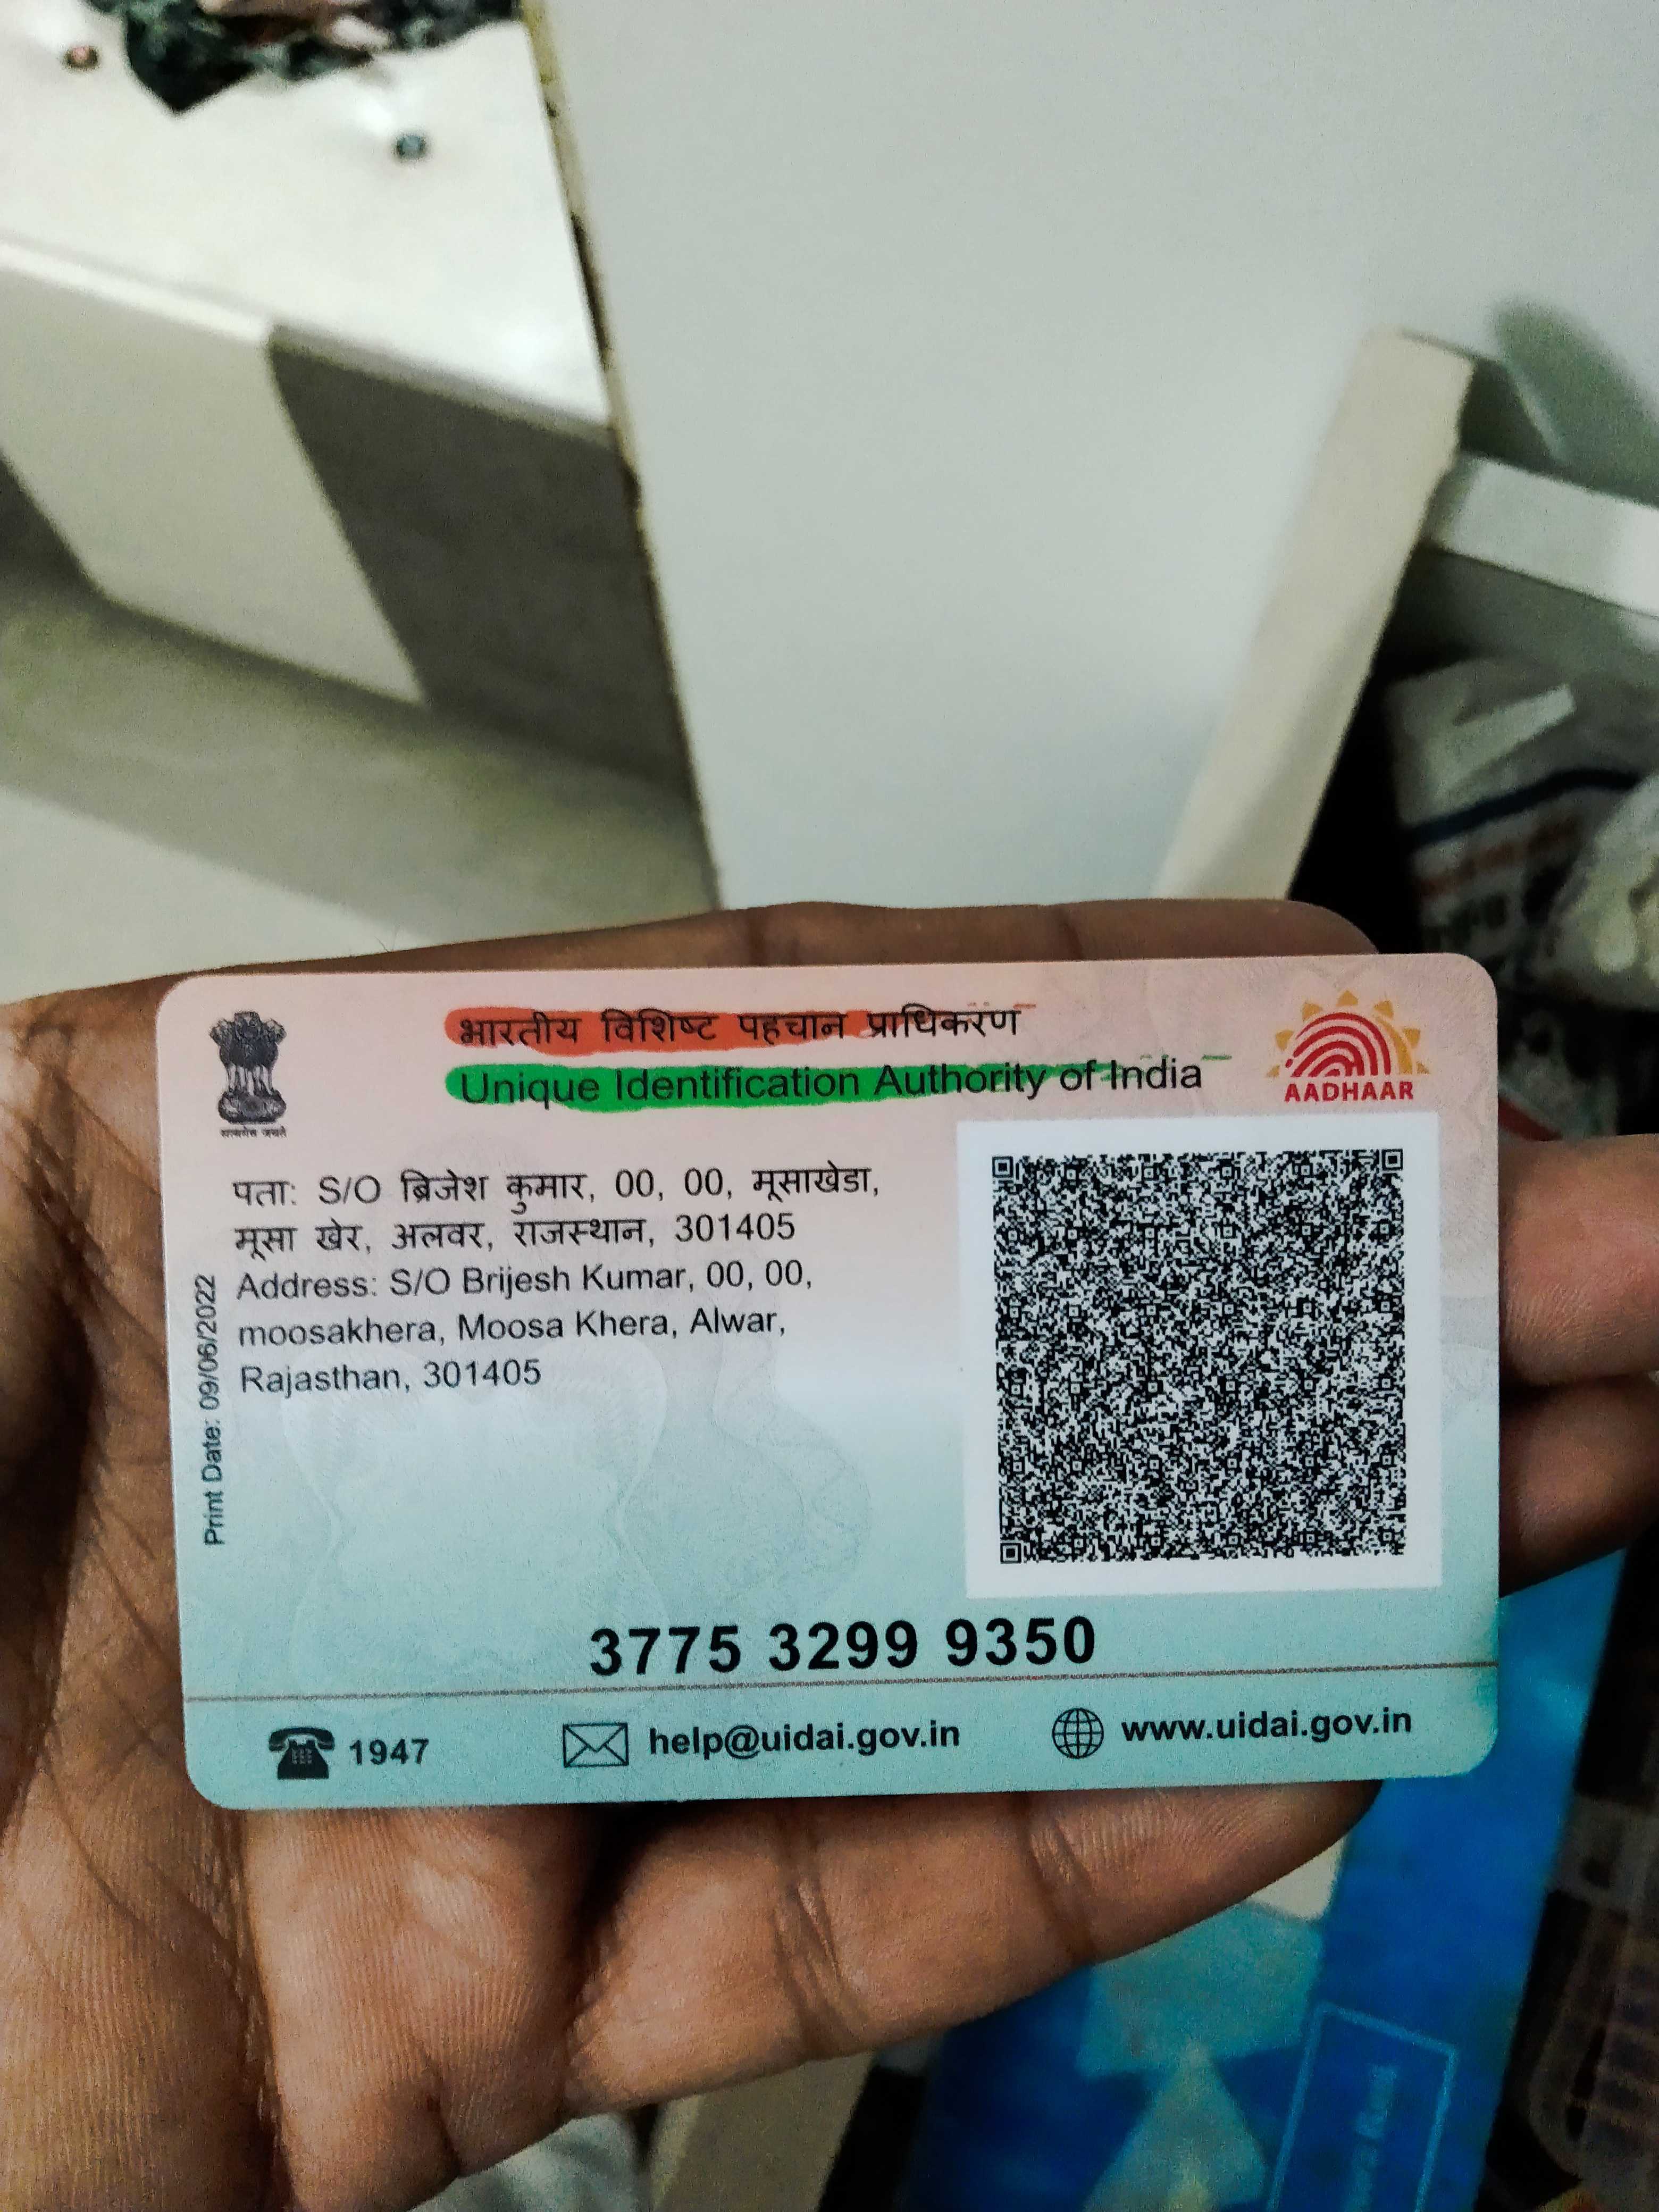 भारतीय विशिष्ट पहचान प्राधिकरण
Unique Identification Authority of India
AADHAAR
सत्यमेव जयते
पता: S/O ब्रिजेश कुमार, 00, 00, मूसाखेडा,
मूसा खेर, अलवर, राजस्थान, 301405
Address: S/O Brijesh Kumar, 00, 00,
moosakhera, Moosa Khera, Alwar,
Rajasthan, 301405
Print Date: 09/06/2022
3775 3299 9350
1947
help@uidai.gov.in
www.uidai.gov.in